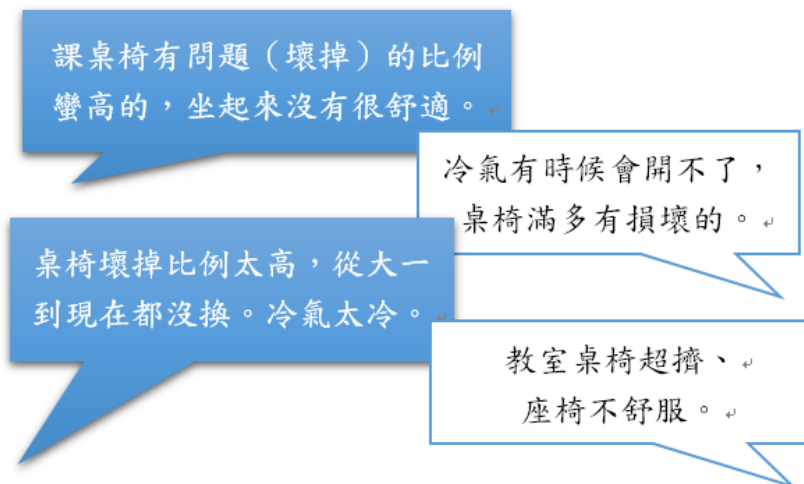 課桌椅有問題（壞掉）的比例
蠻高的，坐起來沒有很舒適。
冷氣有時候會開不了，
桌椅滿多有損壞的。
桌椅壞掉比例太高，從大一
到現在都沒換。冷氣太冷。
教室桌椅超擠、
座椅不舒服。